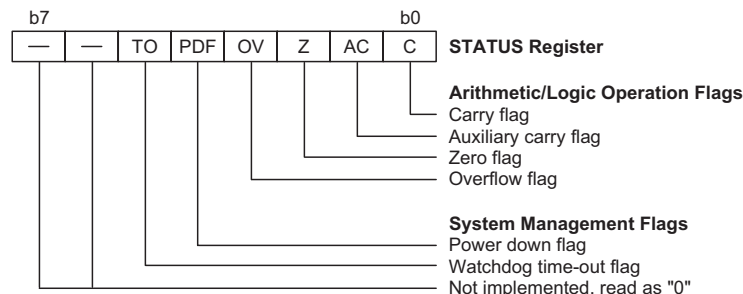 b7 b0
— — TO PDF OV Z AC C STATUS Register
Arithmetic/Logic Operation Flags
Carry flag
Auxiliary carry flag
Zero flag
Overflow flag
System Management Flags
Power down flag
Watchdog time-out flag
Not implemented, read as "0"